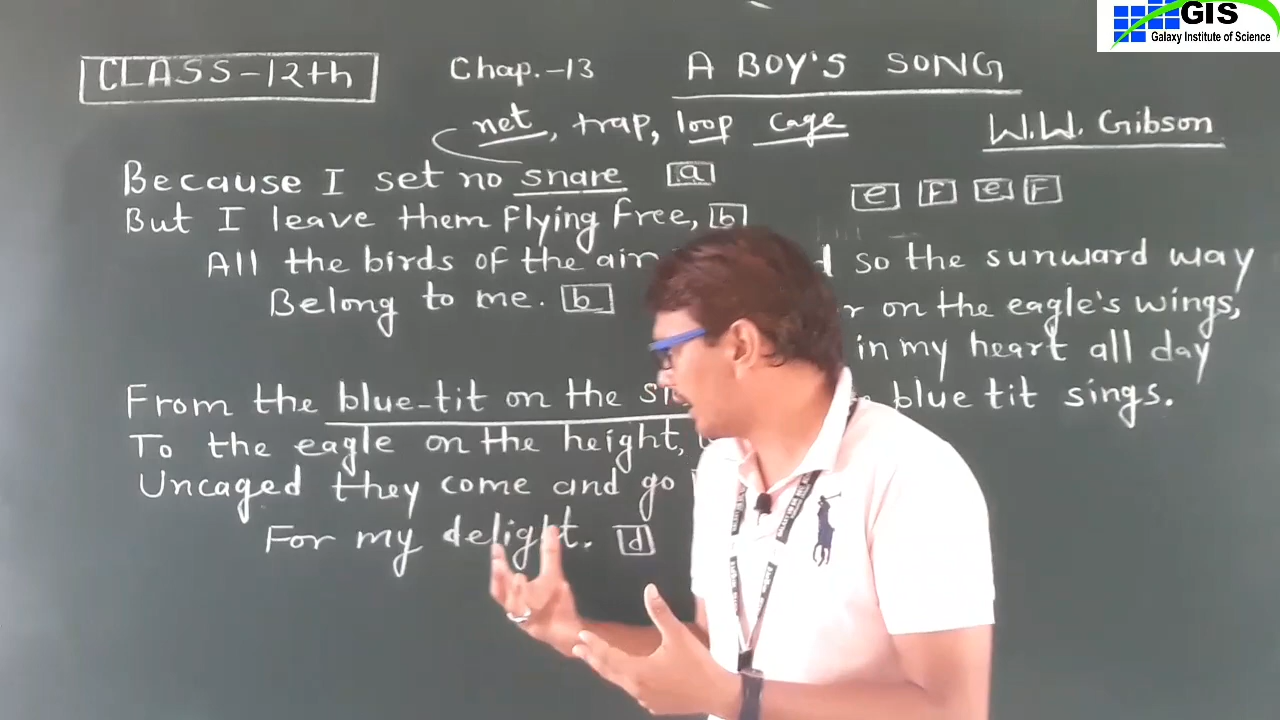 GIS
Galaxy Institute of Science
CLASS-12th Chap.-13 A BOY'S SONG
net, trap, loop cage
W.W. Gibson
Because I set no snare a
But I leave them flying free, b
All the birds of the air
Belong to me. b
From the blue-tit on the
To the eagle on the height,
Uncaged they come and go
For my delight. d
e F e F
so the sunward way
on the eagle's wings,
in my heart all day
blue tit sings.